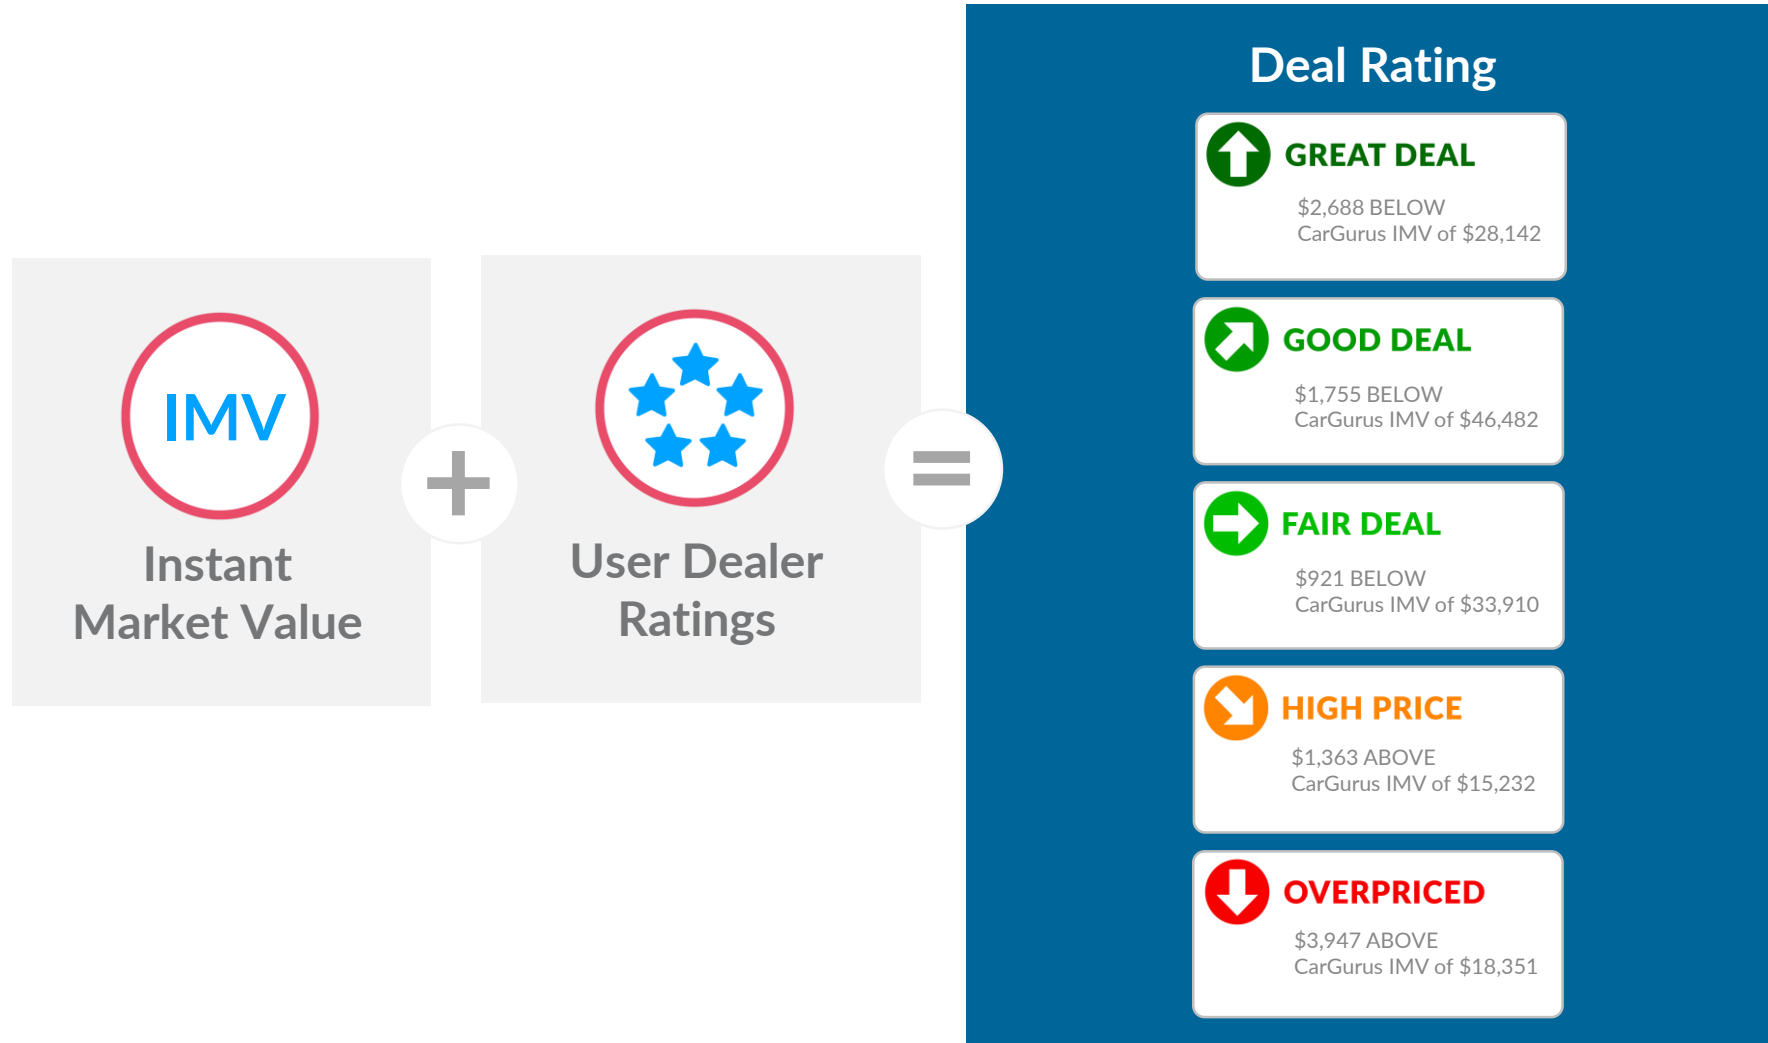 IMV
Instant
Market Value
+
User Dealer
Ratings
=
Deal Rating
GREAT DEAL
$2,688 BELOW
CarGurus IMV of $28,142
GOOD DEAL
$1,755 BELOW
CarGurus IMV of $46,482
FAIR DEAL
$921 BELOW
CarGurus IMV of $33,910
HIGH PRICE
$1,363 ABOVE
CarGurus IMV of $15,232
OVERPRICED
$3,947 ABOVE
CarGurus IMV of $18,351